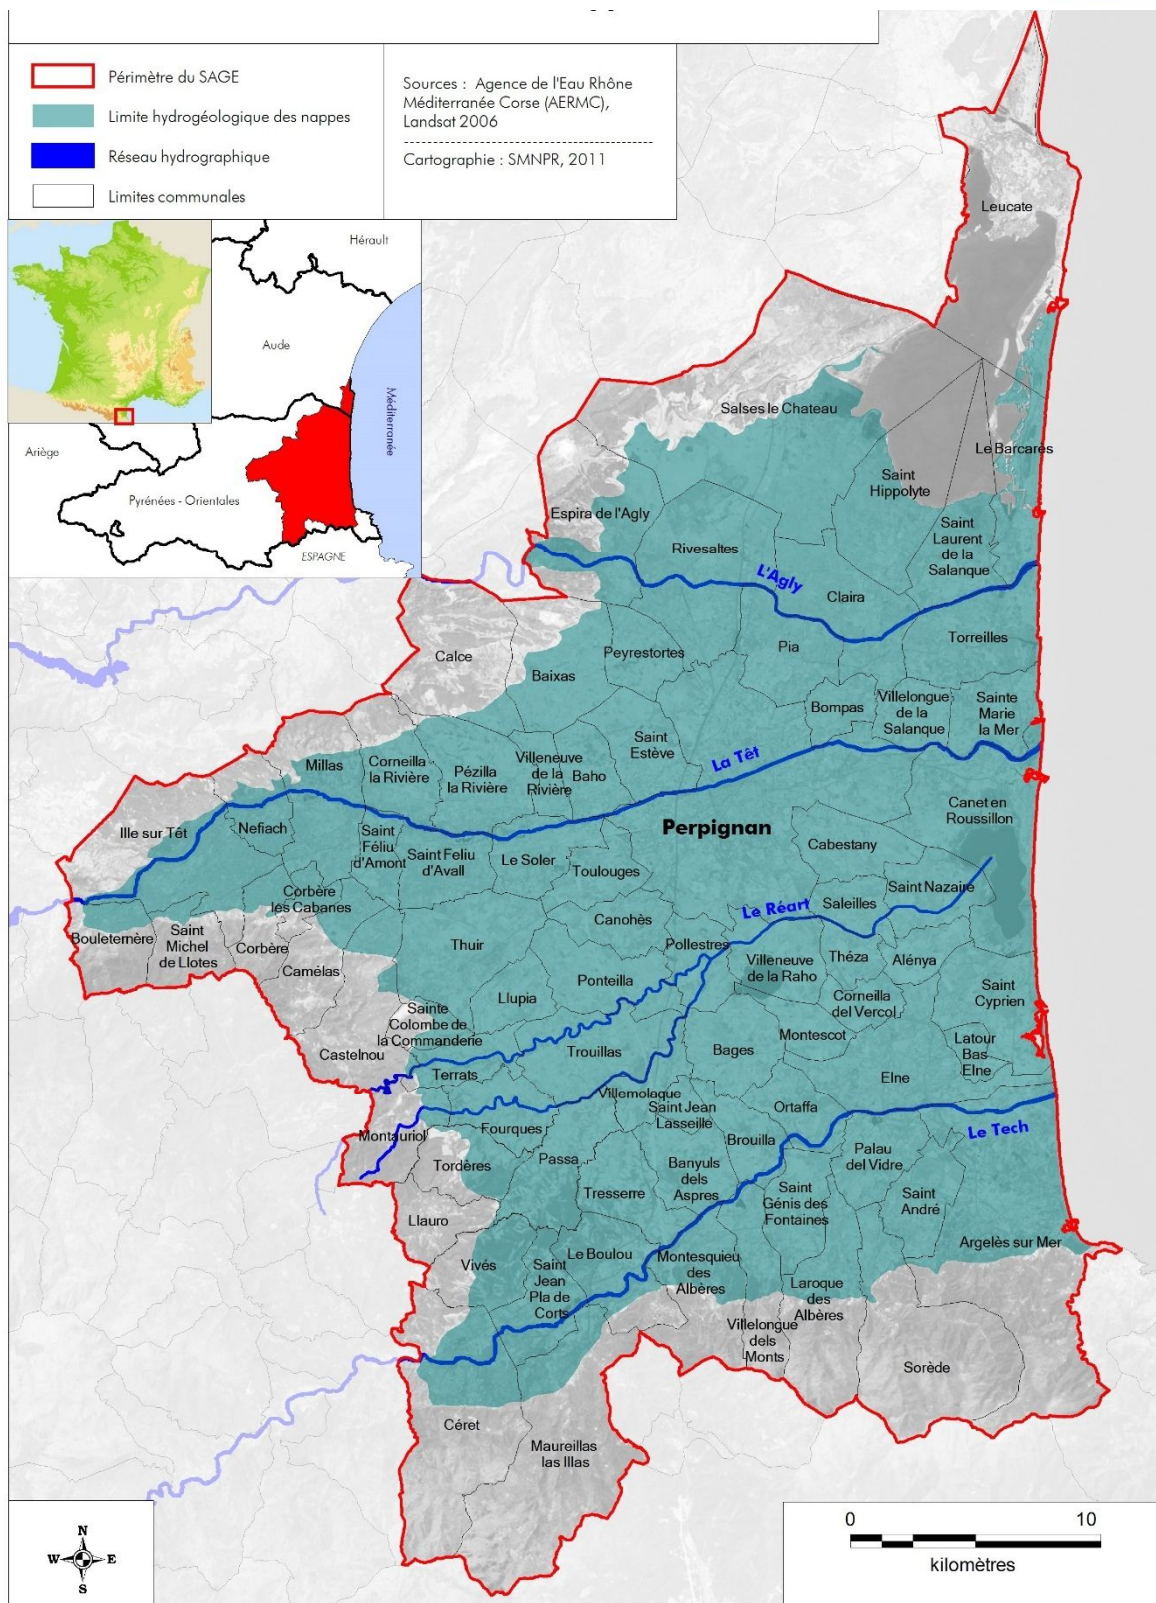 Périmètre du SAGE
Limite hydrogéologique des nappes
Réseau hydrographique
Limites communales
Sources : Agence de l'Eau Rhône
Méditerranée Corse (AERMC),
Landsat 2006
Cartographie : SMNPR, 2011
Hérault
Aude
Méditerranée
Ariège
Pyrénées - Orientales
ESPAGNE
Leucate
Salses le Chateau
Le Barcarès
Saint
Hippolyte
Espira de l'Agly
Saint
Laurent
de la
Salanque
Rivesaltes
L'Agly
Claira
Torreilles
Pia
Peyrestortes
Calce
Baixas
Bompas
Villelongue
de la
Salanque
Sainte
Marie
la Mer
Saint
Estève
La Têt
Millas
Corneilla
la Rivière
Pézilla
la Rivière
Villeneuve
de la
Rivière
Baho
Canet en
Roussillon
Ille sur Têt
Nefiach
Saint
Féliu
d'Amont
Saint Feliu
d'Avall
Le Soler
Toulouges
Perpignan
Cabestany
Saint Nazaire
Corbère
les Cabanes
Saleilles
Le Réart
Canohès
Bouleternère
Saint
Michel
de Llotes
Corbère
Camélas
Thuir
Pollestres
Villeneuve
de la Raho
Théza
Alénya
Ponteilla
Llupia
Saint
Cyprien
Corneilla
del Vercol
Sainte
Colombe de
la Commanderie
Castelnou
Trouillas
Bages
Montescot
Latour
Bas
Elne
Terrats
Elne
Villemolaque
Saint Jean
Lasseille
Ortaffa
Le Tech
Montauriol
Fourques
Brouilla
Tordères
Passa
Banyuls
dels
Aspres
Palau
del Vidre
Tresserre
Saint
Génis des
Fontaines
Saint
André
Llauro
Argelès sur Mer
Vivés
Saint
Jean
Pla de
Corts
Le Boulou
Montesquieu
des
Albères
Laroque
des
Albères
Villelongue
dels
Monts
Sorède
Céret
Maureillas
las Illas
N
W E
S
0 10
kilomètres